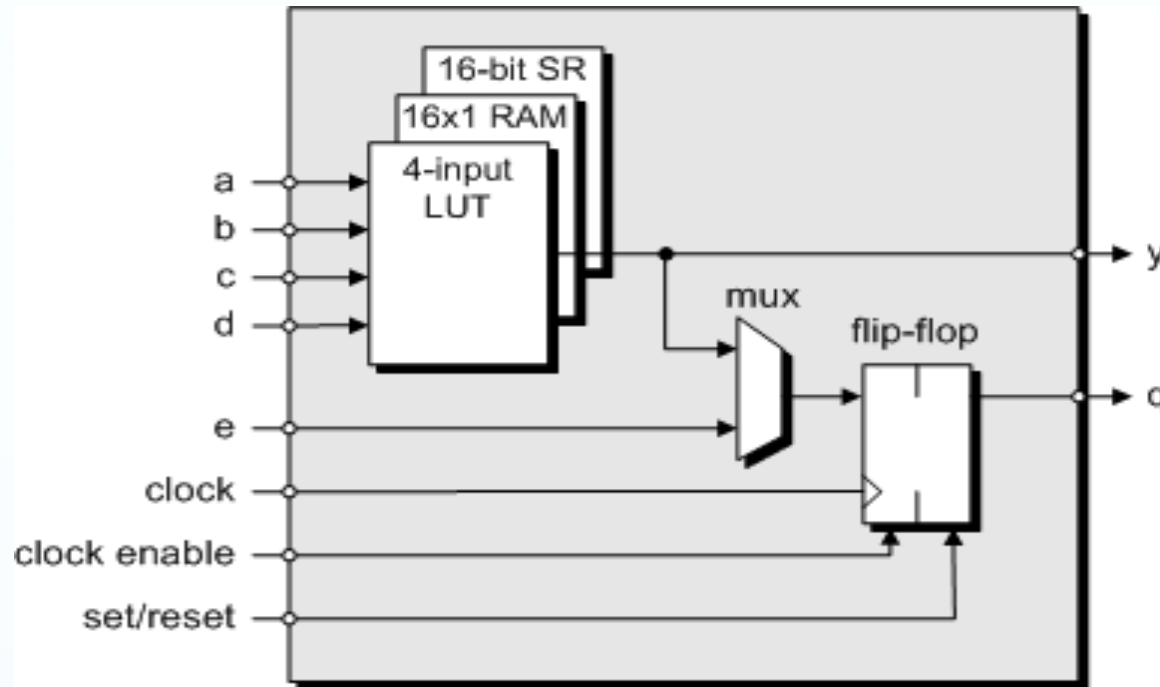 16-bit SR
16x1 RAM
4-input
LUT
a
b
c
d
y
mux
flip-flop
e
clock
clock enable
set/reset